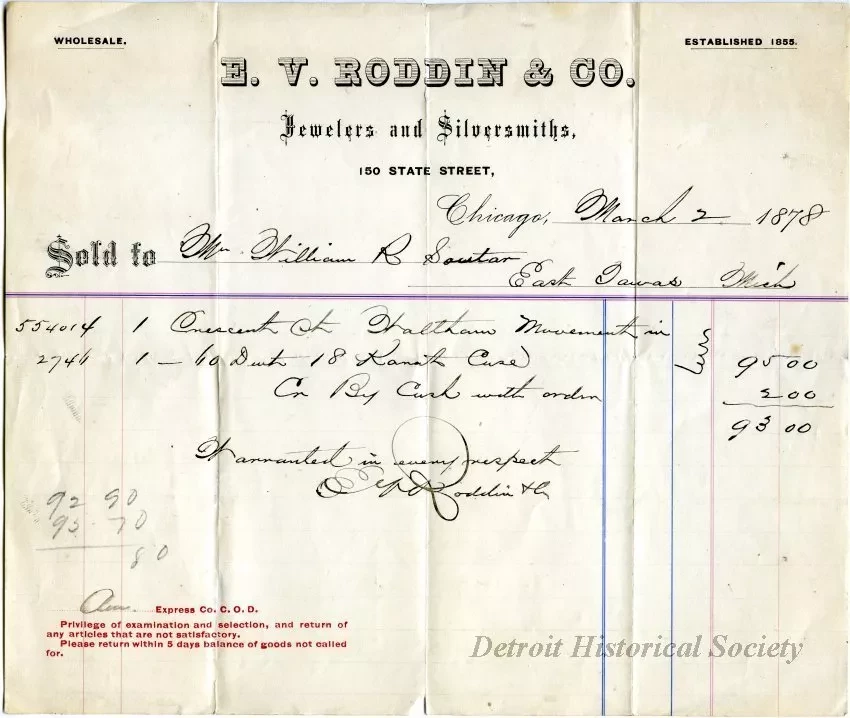 WHOLESALE.
ESTABLISHED 1855.
E. V. RODDIN & CO.
Jewelers and Silversmiths,
150 STATE STREET,
Chicago, March 2 1878
Sold to Mr. William R Soutar
East Tawas Mich
554014 1 Crescent St Waltham Movement in
2746 1 – 60 Dwt 18 Karat Case 95 00
Cr By Cash with order 2 00
93 00
Warranted in every respect
E V Roddin & Co
92 90
93 70
80
Am. Express Co. C. O. D.
Privilege of examination and selection, and return of
any articles that are not satisfactory.
Please return within 5 days balance of goods not called
for.
Detroit Historical Society